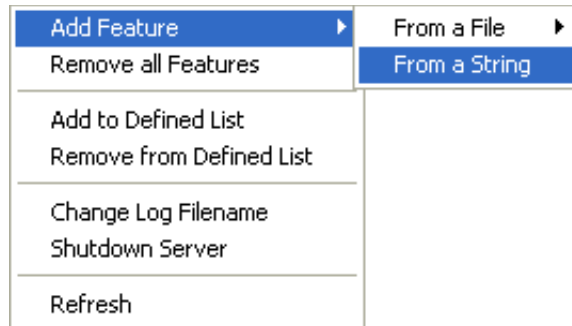 Add Feature
From a File
Remove all Features
From a String
Add to Defined List
Remove from Defined List
Change Log Filename
Shutdown Server
Refresh